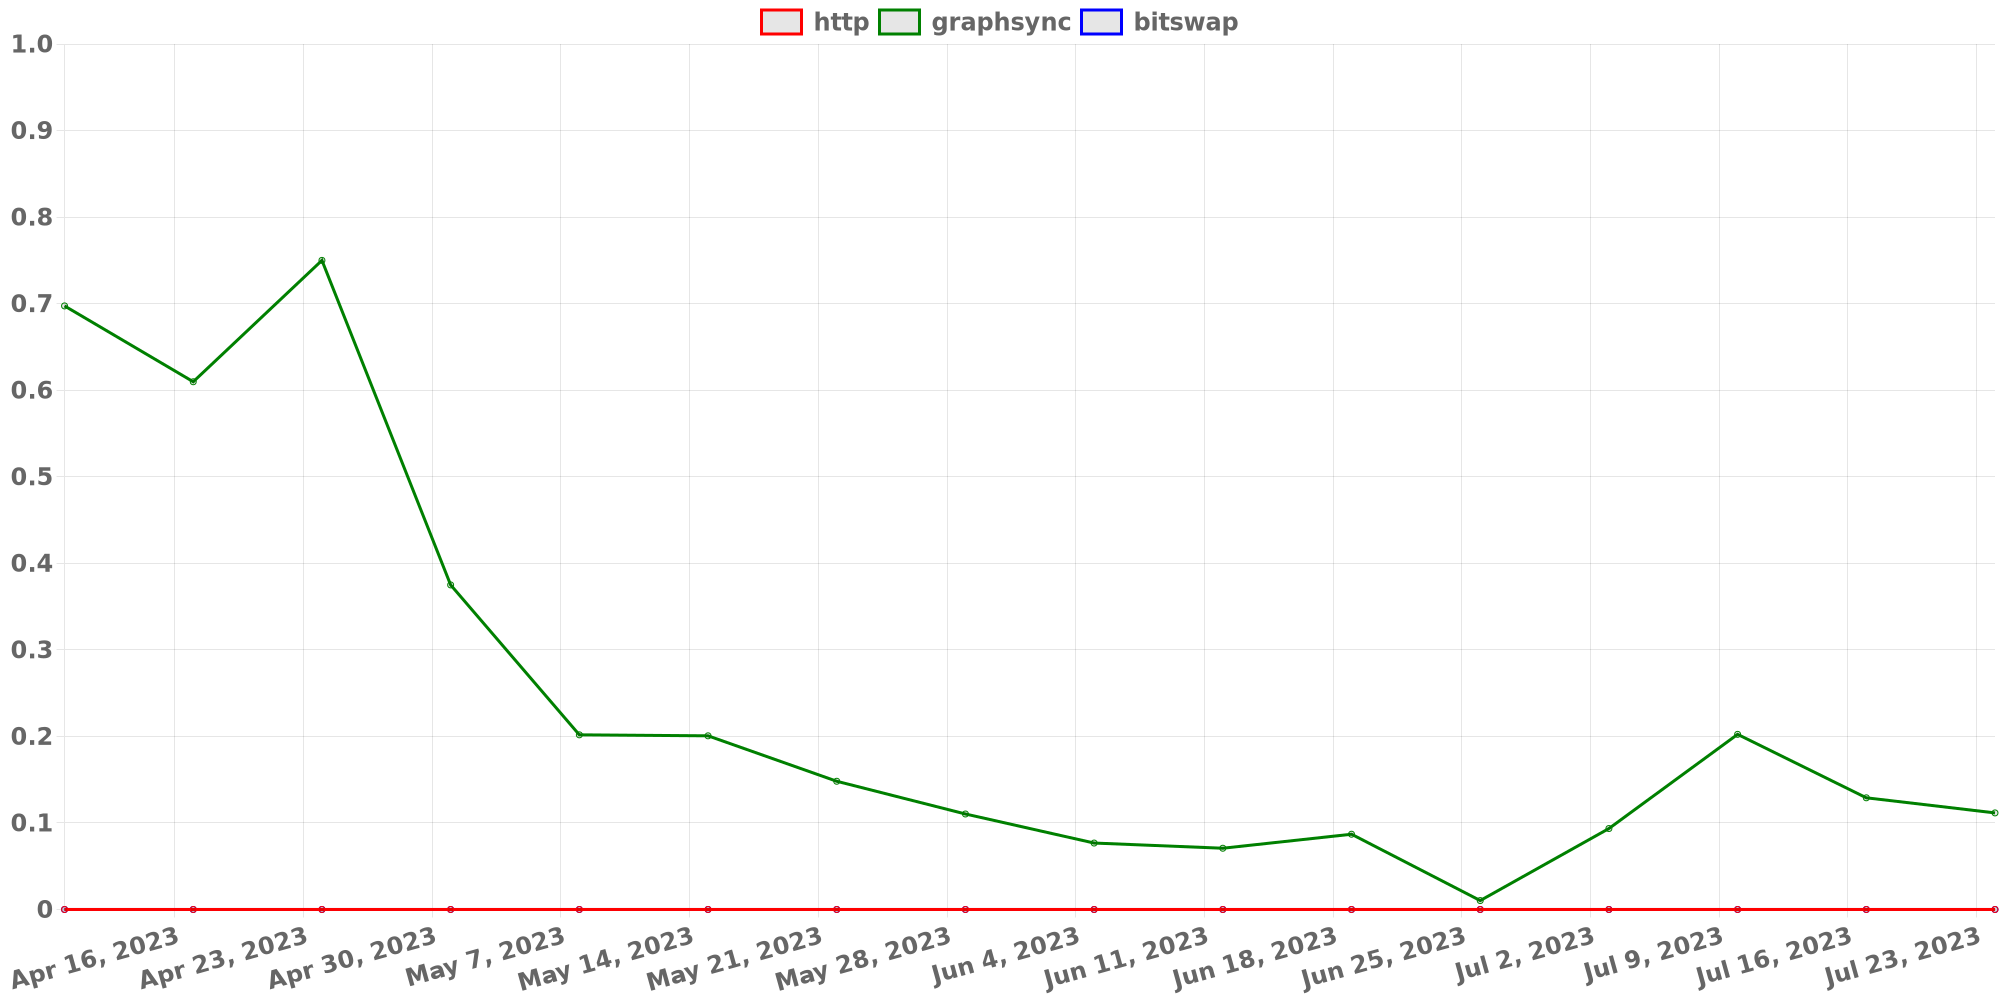 http graphsync bitswap
1.0
0.9
0.8
0.7
0.6
0.5
0.4
0.3
0.2
0.1
0
Apr 16, 2023
Apr 23, 2023
Apr 30, 2023
May 7, 2023
May 14, 2023
May 21, 2023
May 28, 2023
Jun 4, 2023
Jun 11, 2023
Jun 18, 2023
Jun 25, 2023
Jul 2, 2023
Jul 9, 2023
Jul 16, 2023
Jul 23, 2023